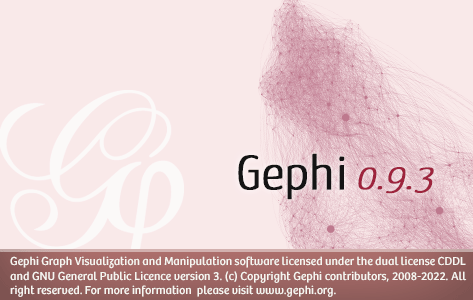 Gephi 0.9.3
Gephi Graph Visualization and Manipulation software licensed under the dual license CDDL
and GNU General Public Licence version 3. (c) Copyright Gephi contributors, 2008-2022. All
right reserved. For more information  please visit www.gephi.org.